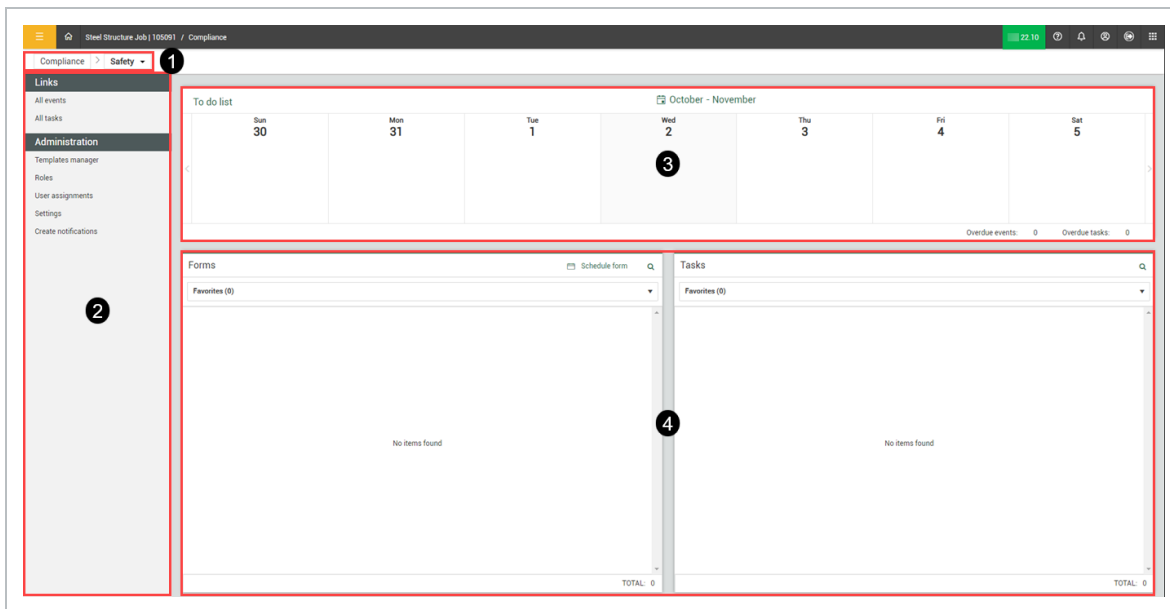 Steel Structure Job | 105091 / Compliance
22.10
Compliance > Safety
1
Links
All events
All tasks
Administration
Templates manager
Roles
User assignments
Settings
Create notifications
2
To do list
October - November
Sun Mon Tue Wed Thu Fri Sat
30 31 1 2 3 4 5
3
Overdue events: 0 Overdue tasks: 0
Forms
Schedule form
Favorites (0)
No items found
TOTAL: 0
4
Tasks
Favorites (0)
No items found
TOTAL: 0